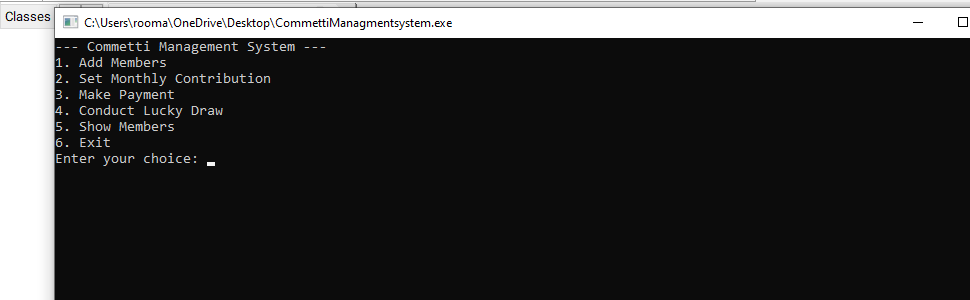 Classes
C:\Users\rooma\OneDrive\Desktop\CommettiManagmentsystem.exe
--- Commetti Management System ---
1. Add Members
2. Set Monthly Contribution
3. Make Payment
4. Conduct Lucky Draw
5. Show Members
6. Exit
Enter your choice: